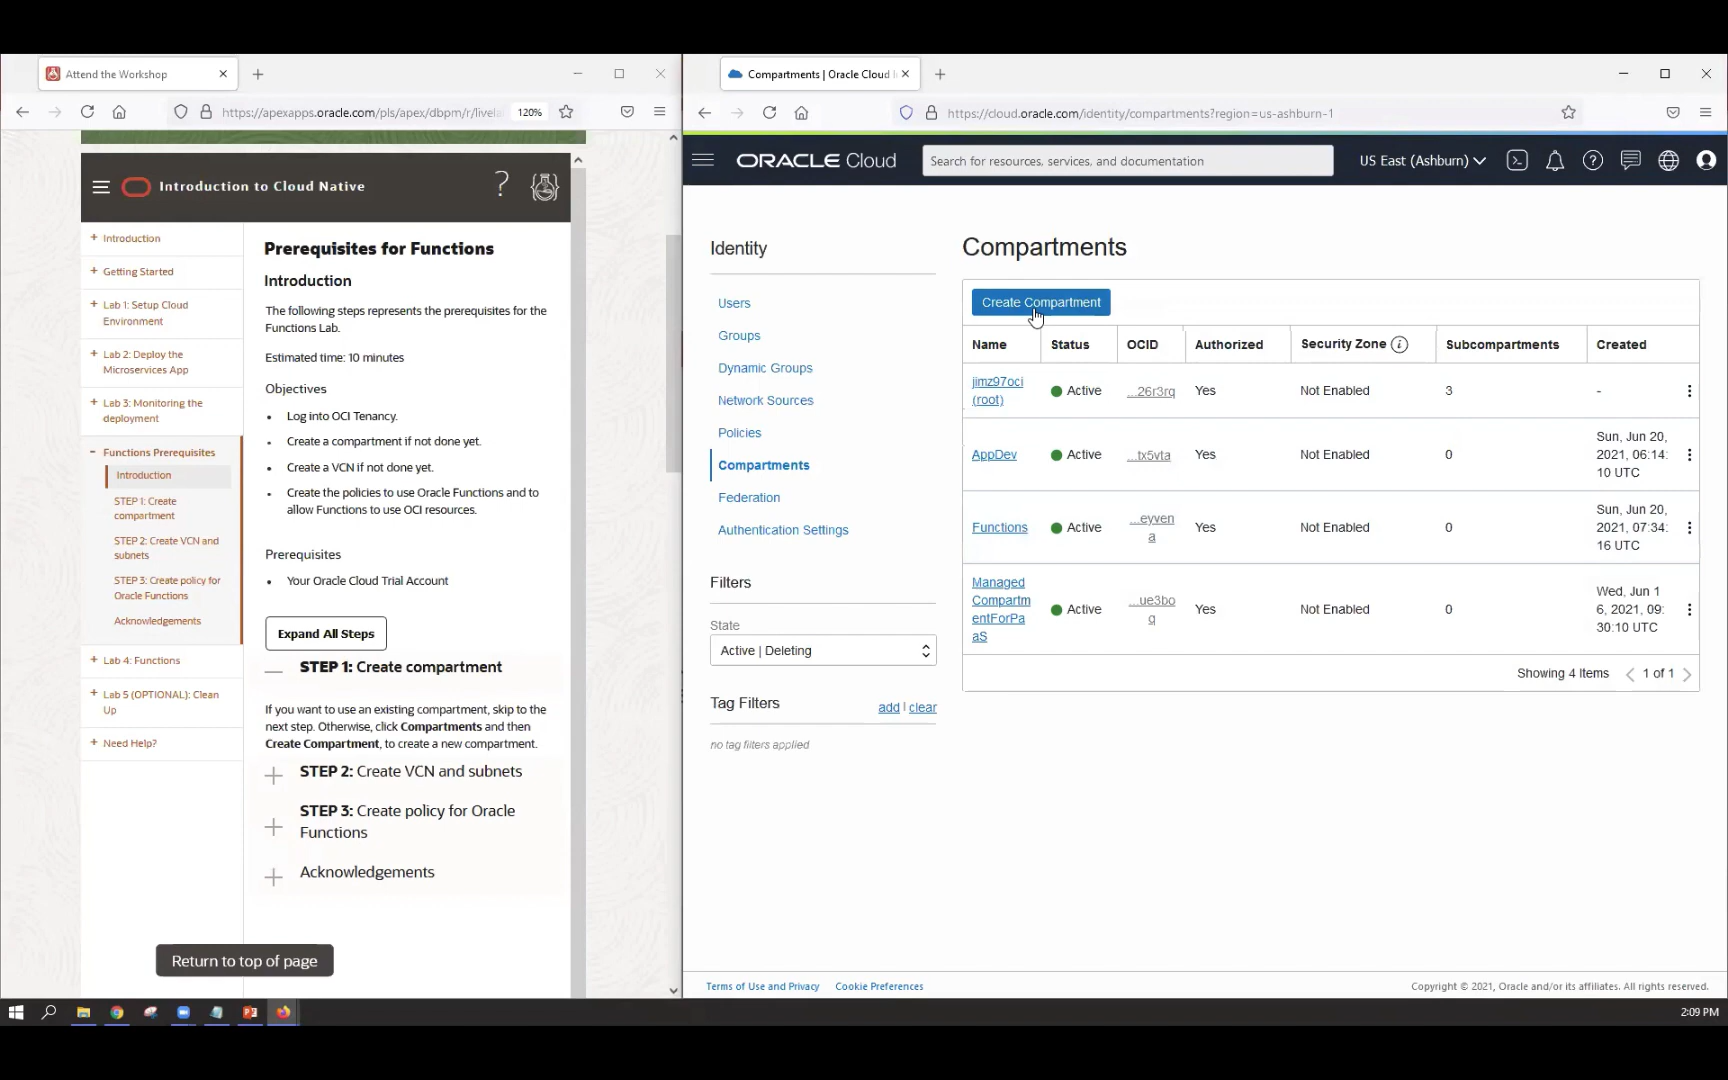 Attend the Workshop
https://apexapps.oracle.com/pls/apex/dbpm/r/livela
120%
Introduction to Cloud Native
?
+ Introduction
+ Getting Started
+ Lab 1: Setup Cloud
Environment
+ Lab 2: Deploy the
Microservices App
+ Lab 3: Monitoring the
deployment
- Functions Prerequisites
Introduction
STEP 1: Create
compartment
STEP 2: Create VCN and
subnets
STEP 3: Create policy for
Oracle Functions
Acknowledgements
+ Lab 4: Functions
+ Lab 5 (OPTIONAL): Clean
Up
+ Need Help?
Prerequisites for Functions
Introduction
The following steps represents the prerequisites for the
Functions Lab.
Estimated time: 10 minutes
Objectives
• Log into OCI Tenancy.
• Create a compartment if not done yet.
• Create a VCN if not done yet.
• Create the policies to use Oracle Functions and to
allow Functions to use OCI resources.
Prerequisites
• Your Oracle Cloud Trial Account
Expand All Steps
STEP 1: Create compartment
If you want to use an existing compartment, skip to the
next step. Otherwise, click Compartments and then
Create Compartment, to create a new compartment.
STEP 2: Create VCN and subnets
STEP 3: Create policy for Oracle
Functions
Acknowledgements
Return to top of page
Compartments | Oracle Cloud
https://cloud.oracle.com/identity/compartments?region=us-ashburn-1
ORACLE Cloud
Search for resources, services, and documentation
US East (Ashburn)
Identity
Users
Groups
Dynamic Groups
Network Sources
Policies
Compartments
Federation
Authentication Settings
Filters
State
Active | Deleting
Tag Filters
add | clear
no tag filters applied
Compartments
Create Compartment
Name Status OCID Authorized Security Zone Subcompartments Created
jimz97oci
(root)
Active ...26r3rq Yes Not Enabled 3 -
AppDev Active ...tx5vta Yes Not Enabled 0
Sun, Jun 20,
2021, 06:14:
10 UTC
Functions Active
...eyven
a
Yes Not Enabled 0
Sun, Jun 20,
2021, 07:34:
16 UTC
Managed
Compartm
entForPa
aS
Active
...ue3bo
q
Yes Not Enabled 0
Wed, Jun 1
6, 2021, 09:
30:10 UTC
Showing 4 Items < 1 of 1 >
Terms of Use and Privacy Cookie Preferences
Copyright © 2021, Oracle and/or its affiliates. All rights reserved.
2:09 PM